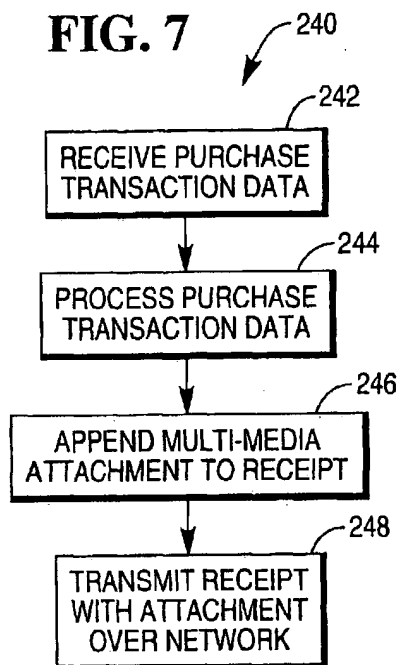 FIG. 7
240
242
RECEIVE PURCHASE
TRANSACTION DATA
244
PROCESS PURCHASE
TRANSACTION DATA
246
APPEND MULTI-MEDIA
ATTACHMENT TO RECEIPT
248
TRANSMIT RECEIPT
WITH ATTACHMENT
OVER NETWORK